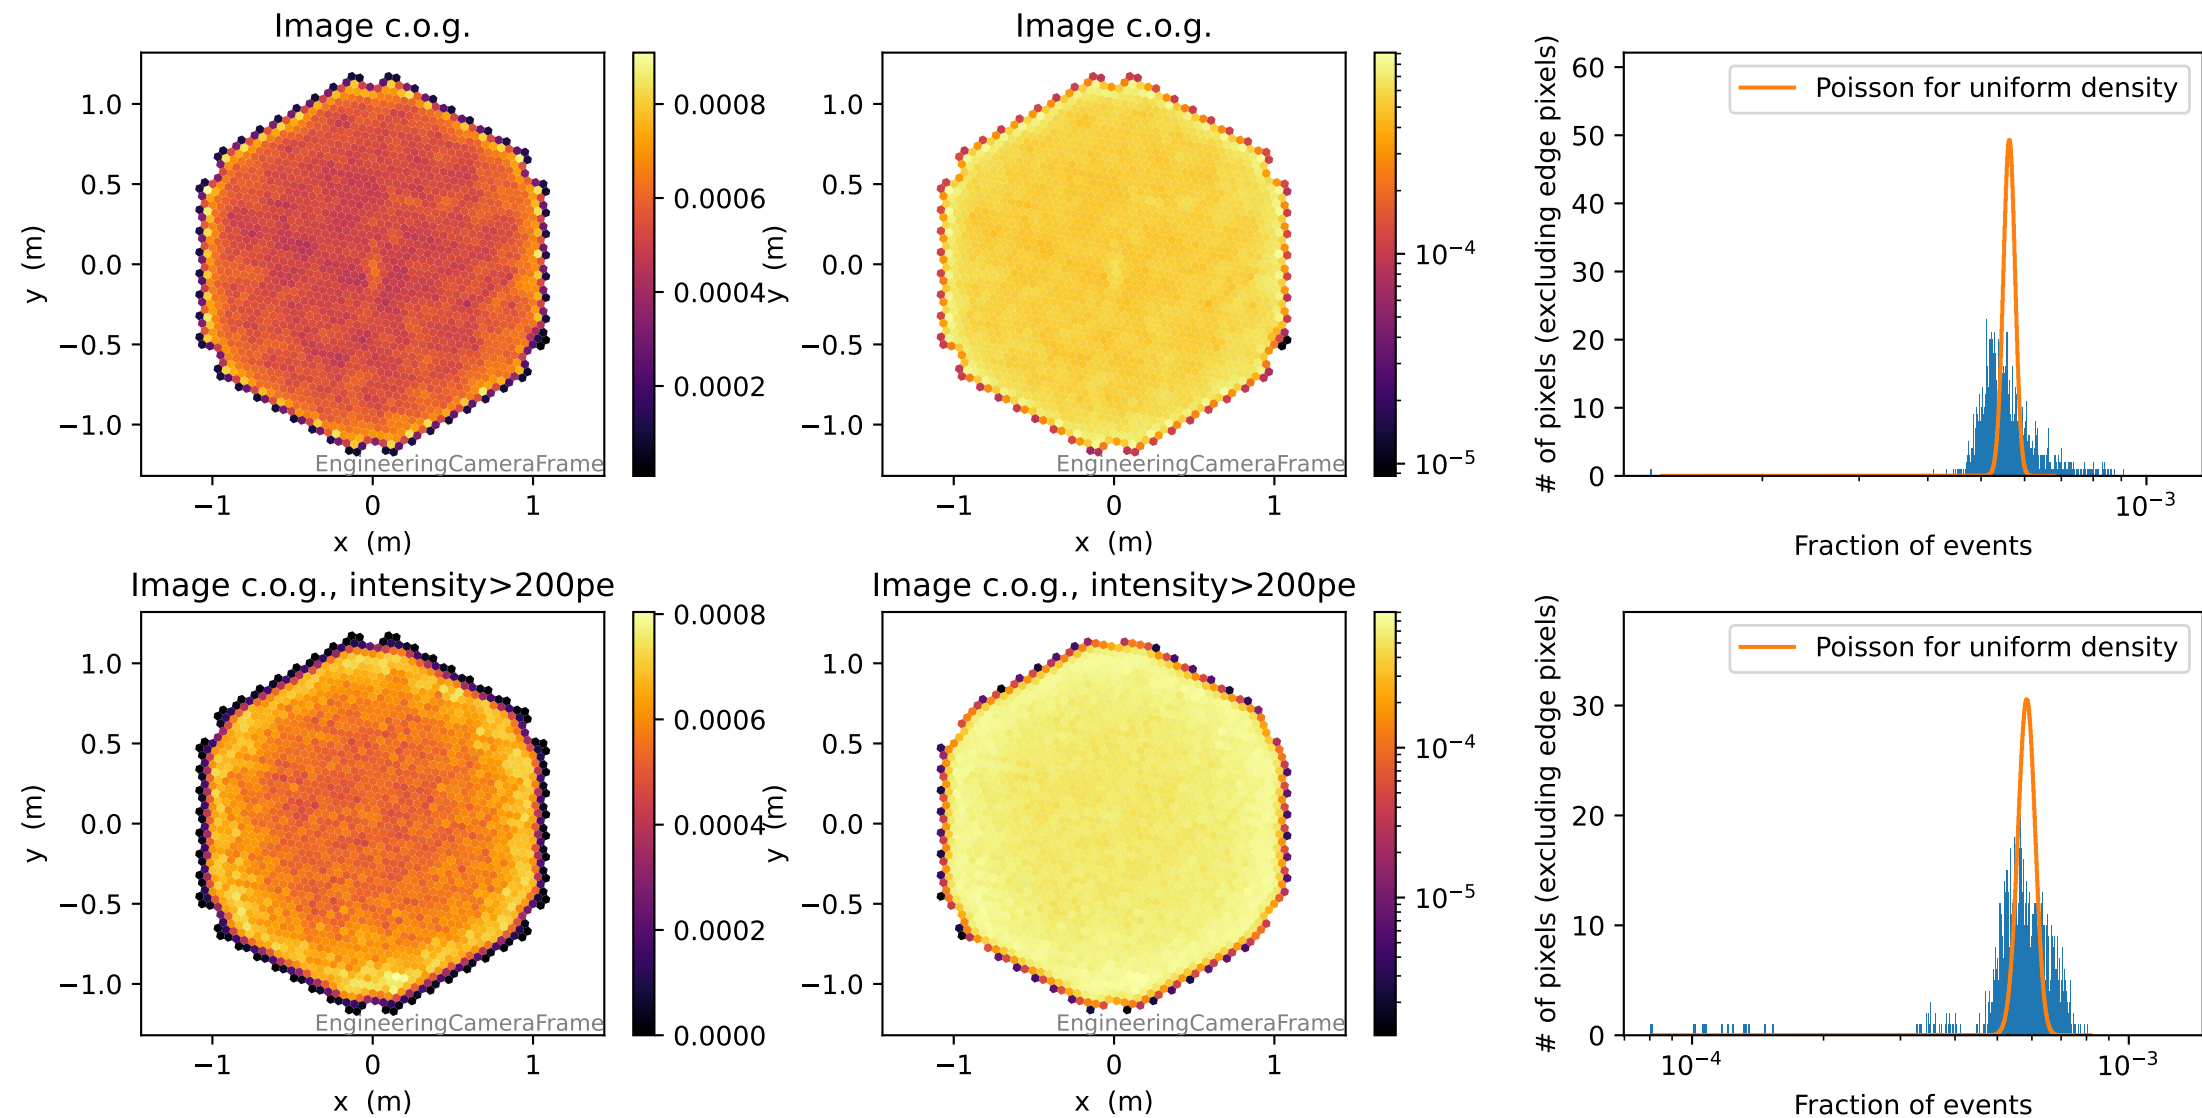 Image c.o.g.
1.0
0.5
0.0
−0.5
−1.0
y (m)
−1
0
1
x (m)
EngineeringCameraFrame
0.0008
0.0006
0.0004
0.0002
Image c.o.g.
1.0
0.5
0.0
−0.5
−1.0
y (m)
−1
0
1
x (m)
EngineeringCameraFrame
10⁻⁴
10⁻⁵
# of pixels (excluding edge pixels)
60
50
40
30
20
10
0
Poisson for uniform density
10⁻³
Fraction of events
Image c.o.g., intensity>200pe
1.0
0.5
0.0
−0.5
−1.0
y (m)
−1
0
1
x (m)
EngineeringCameraFrame
0.0008
0.0006
0.0004
0.0002
0.0000
Image c.o.g., intensity>200pe
1.0
0.5
0.0
−0.5
−1.0
y (m)
−1
0
1
x (m)
EngineeringCameraFrame
10⁻⁴
10⁻⁵
# of pixels (excluding edge pixels)
30
20
10
0
Poisson for uniform density
10⁻⁴
10⁻³
Fraction of events